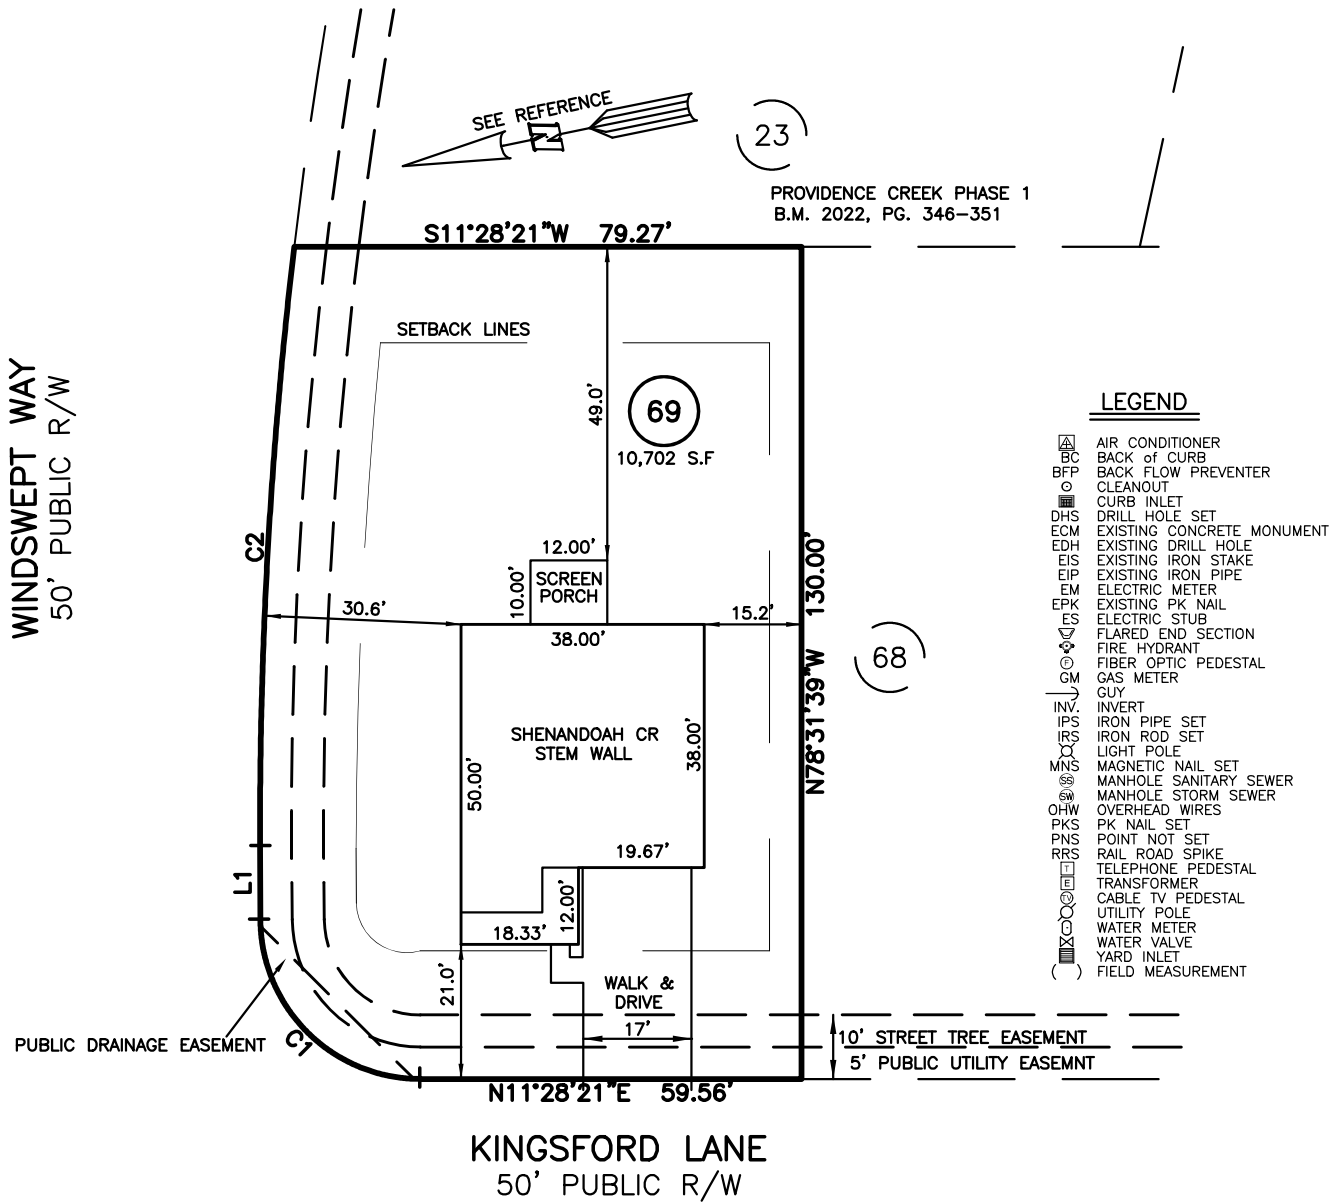 SEE REFERENCE
N
23
PROVIDENCE CREEK PHASE 1
B.M. 2022, PG. 346-351
S11°28'21"W 79.27'
SETBACK LINES
WINDSWEPT WAY
50' PUBLIC R/W
49.0'
69
10,702 S.F
C2
12.00'
SCREEN
PORCH
10.00'
30.6'
15.2'
38.00'
N78°31'39"W 130.00'
68
SHENANDOAH CR
STEM WALL
38.00'
50.00'
19.67'
12.00'
18.33'
L1
21.0'
WALK &
DRIVE
17'
PUBLIC DRAINAGE EASEMENT
C1
10' STREET TREE EASEMENT
5' PUBLIC UTILITY EASEMNT
N11°28'21"E 59.56'
KINGSFORD LANE
50' PUBLIC R/W
LEGEND
A AIR CONDITIONER
BC BACK of CURB
BFP BACK FLOW PREVENTER
CLEANOUT
CURB INLET
DHS DRILL HOLE SET
ECM EXISTING CONCRETE MONUMENT
EDH EXISTING DRILL HOLE
EIS EXISTING IRON STAKE
EIP EXISTING IRON PIPE
EM ELECTRIC METER
EPK EXISTING PK NAIL
ES ELECTRIC STUB
FLARED END SECTION
FIRE HYDRANT
F FIBER OPTIC PEDESTAL
GM GAS METER
GUY
INV. INVERT
IPS IRON PIPE SET
IRS IRON ROD SET
LIGHT POLE
MNS MAGNETIC NAIL SET
SS MANHOLE SANITARY SEWER
SW MANHOLE STORM SEWER
OHW OVERHEAD WIRES
PKS PK NAIL SET
PNS POINT NOT SET
RRS RAIL ROAD SPIKE
T TELEPHONE PEDESTAL
E TRANSFORMER
TV CABLE TV PEDESTAL
UTILITY POLE
WATER METER
WATER VALVE
YARD INLET
( ) FIELD MEASUREMENT